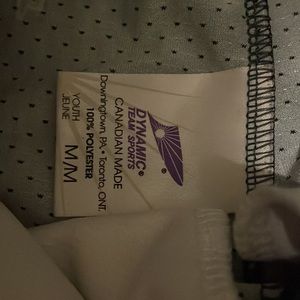 DYNAMIC®
TEAM SPORTS
®
CANADIAN MADE
Downingtown, PA. • Toronto, ONT.
100% POLYESTER
YOUTH M/M
JEUNE